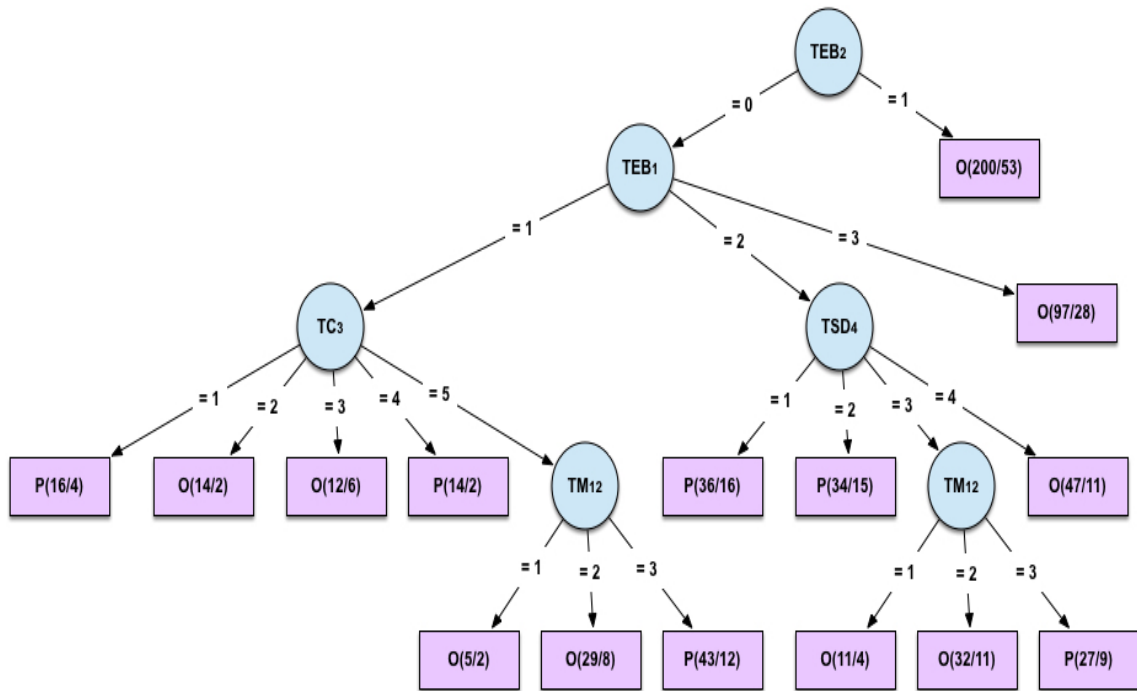 TEB2
= 0
= 1
TEB1
O(200/53)
= 1
= 2
= 3
TC3
TSD4
O(97/28)
= 1
= 2
= 3
= 4
= 5
= 1
= 2
= 3
= 4
P(16/4)
O(14/2)
O(12/6)
P(14/2)
TM12
P(36/16)
P(34/15)
TM12
O(47/11)
= 1
= 2
= 3
= 1
= 2
= 3
O(5/2)
O(29/8)
P(43/12)
O(11/4)
O(32/11)
P(27/9)